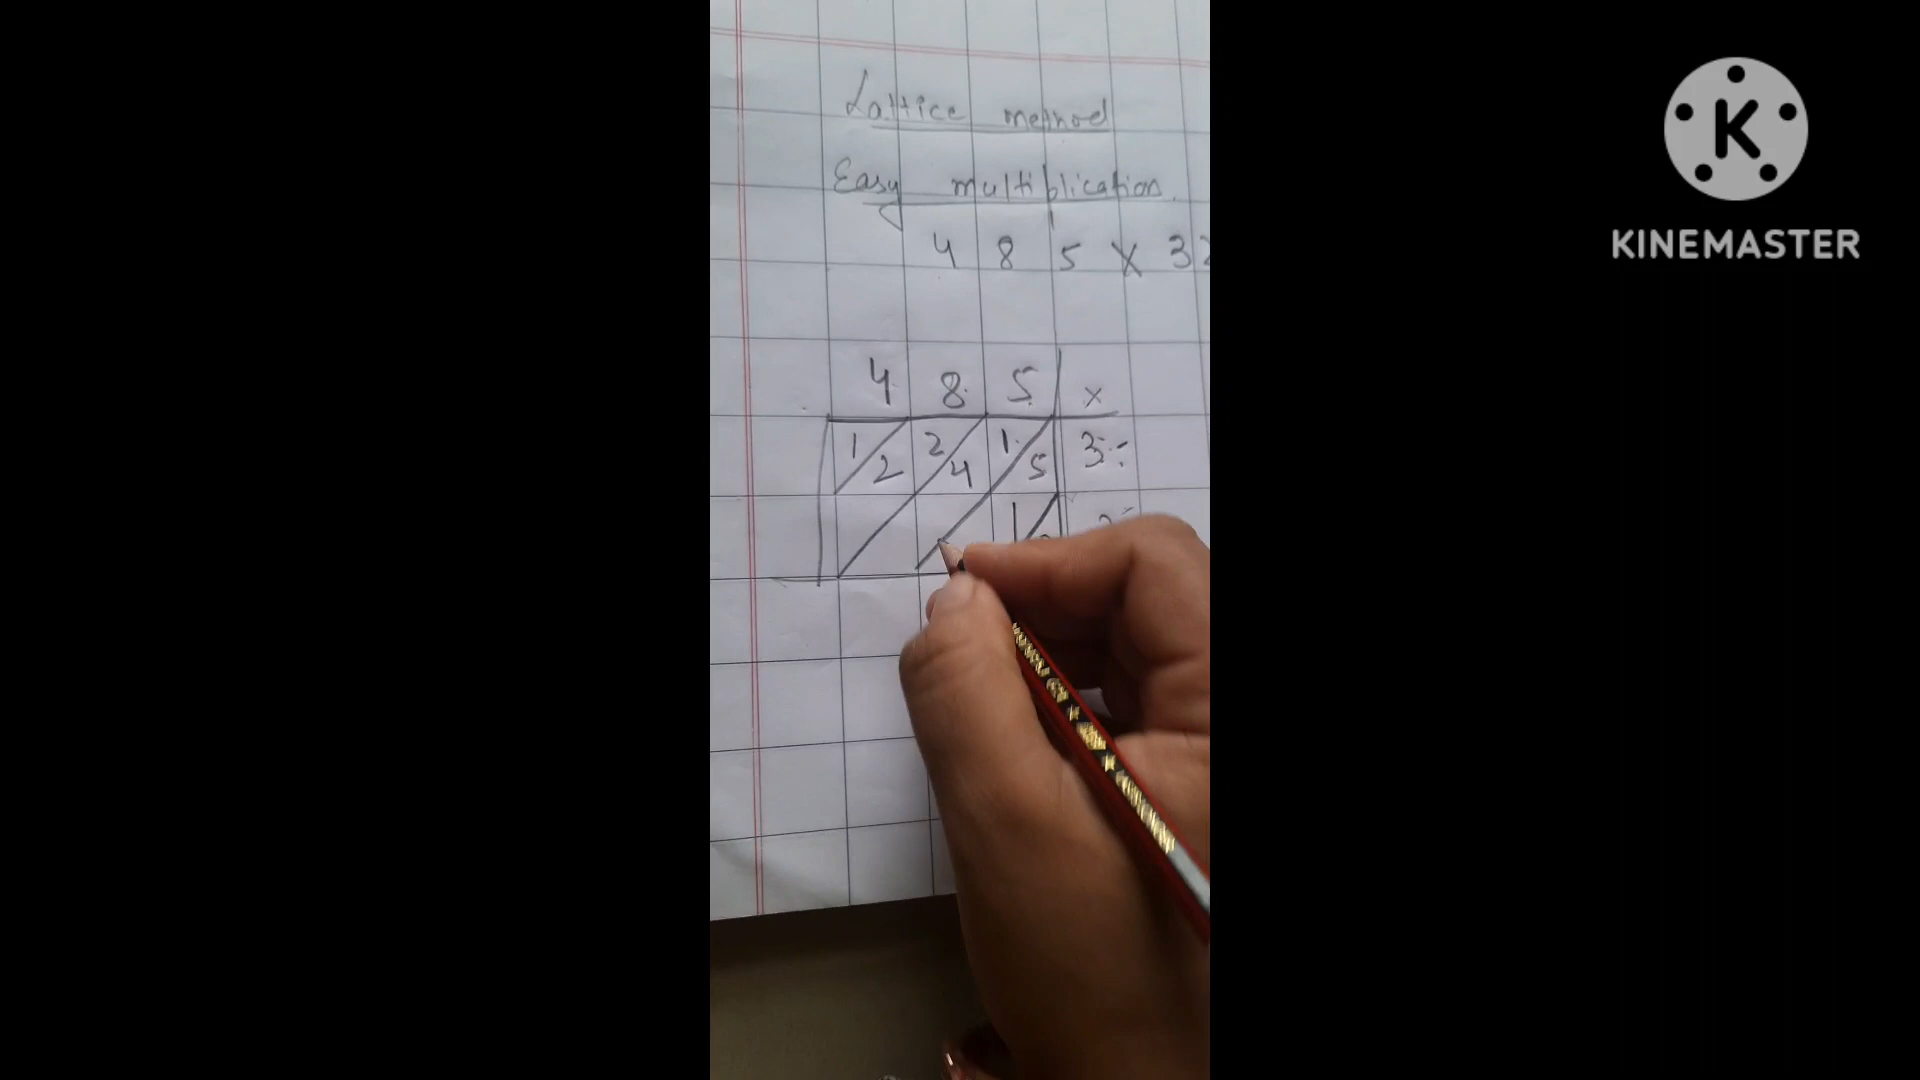 Lattice method
Easy multiplication.
4 8 5 X 32
4 8 5 x
1 2 2 4 1 5 3
1
KINEMASTER